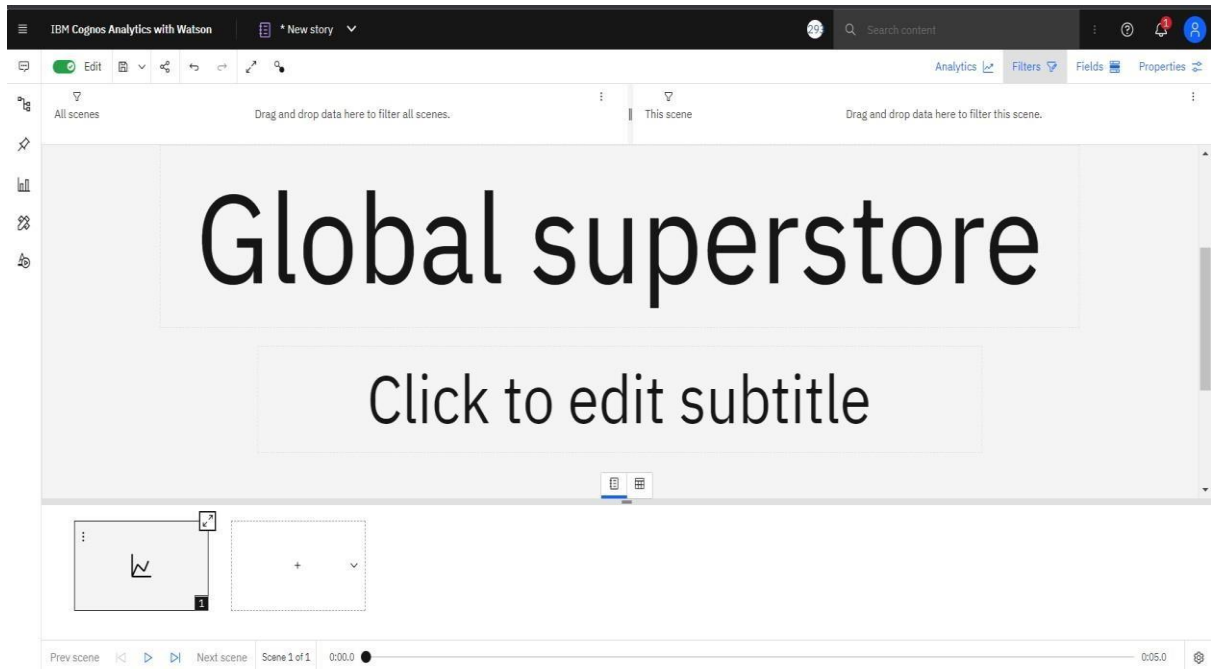 IBM Cognos Analytics with Watson * New story Search content 1
Edit Analytics Filters Fields Properties
All scenes Drag and drop data here to filter all scenes. This scene Drag and drop data here to filter this scene.
Global superstore
Click to edit subtitle
1
Prev scene Next scene Scene 1 of 1 0:00.0 0:05.0